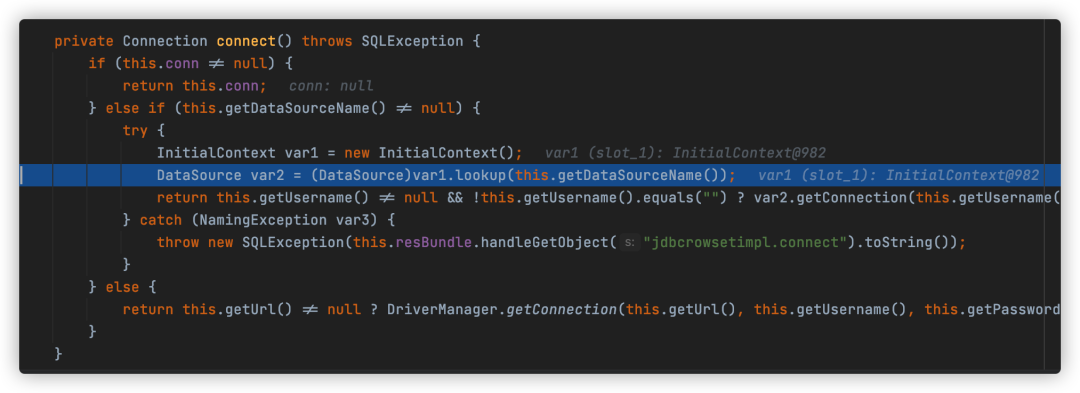 private Connection connect() throws SQLException {
if (this.conn ≠ null) {
return this.conn; conn: null
} else if (this.getDataSourceName() ≠ null) {
try {
InitialContext var1 = new InitialContext(); var1 (slot_1): InitialContext@982
DataSource var2 = (DataSource)var1.lookup(this.getDataSourceName()); var1 (slot_1): InitialContext@982
return this.getUsername() ≠ null && !this.getUsername().equals("") ? var2.getConnection(this.getUsername(
} catch (NamingException var3) {
throw new SQLException(this.resBundle.handleGetObject( s: "jdbcrowsetimpl.connect").toString());
}
} else {
return this.getUrl() ≠ null ? DriverManager.getConnection(this.getUrl(), this.getUsername(), this.getPassword
}
}